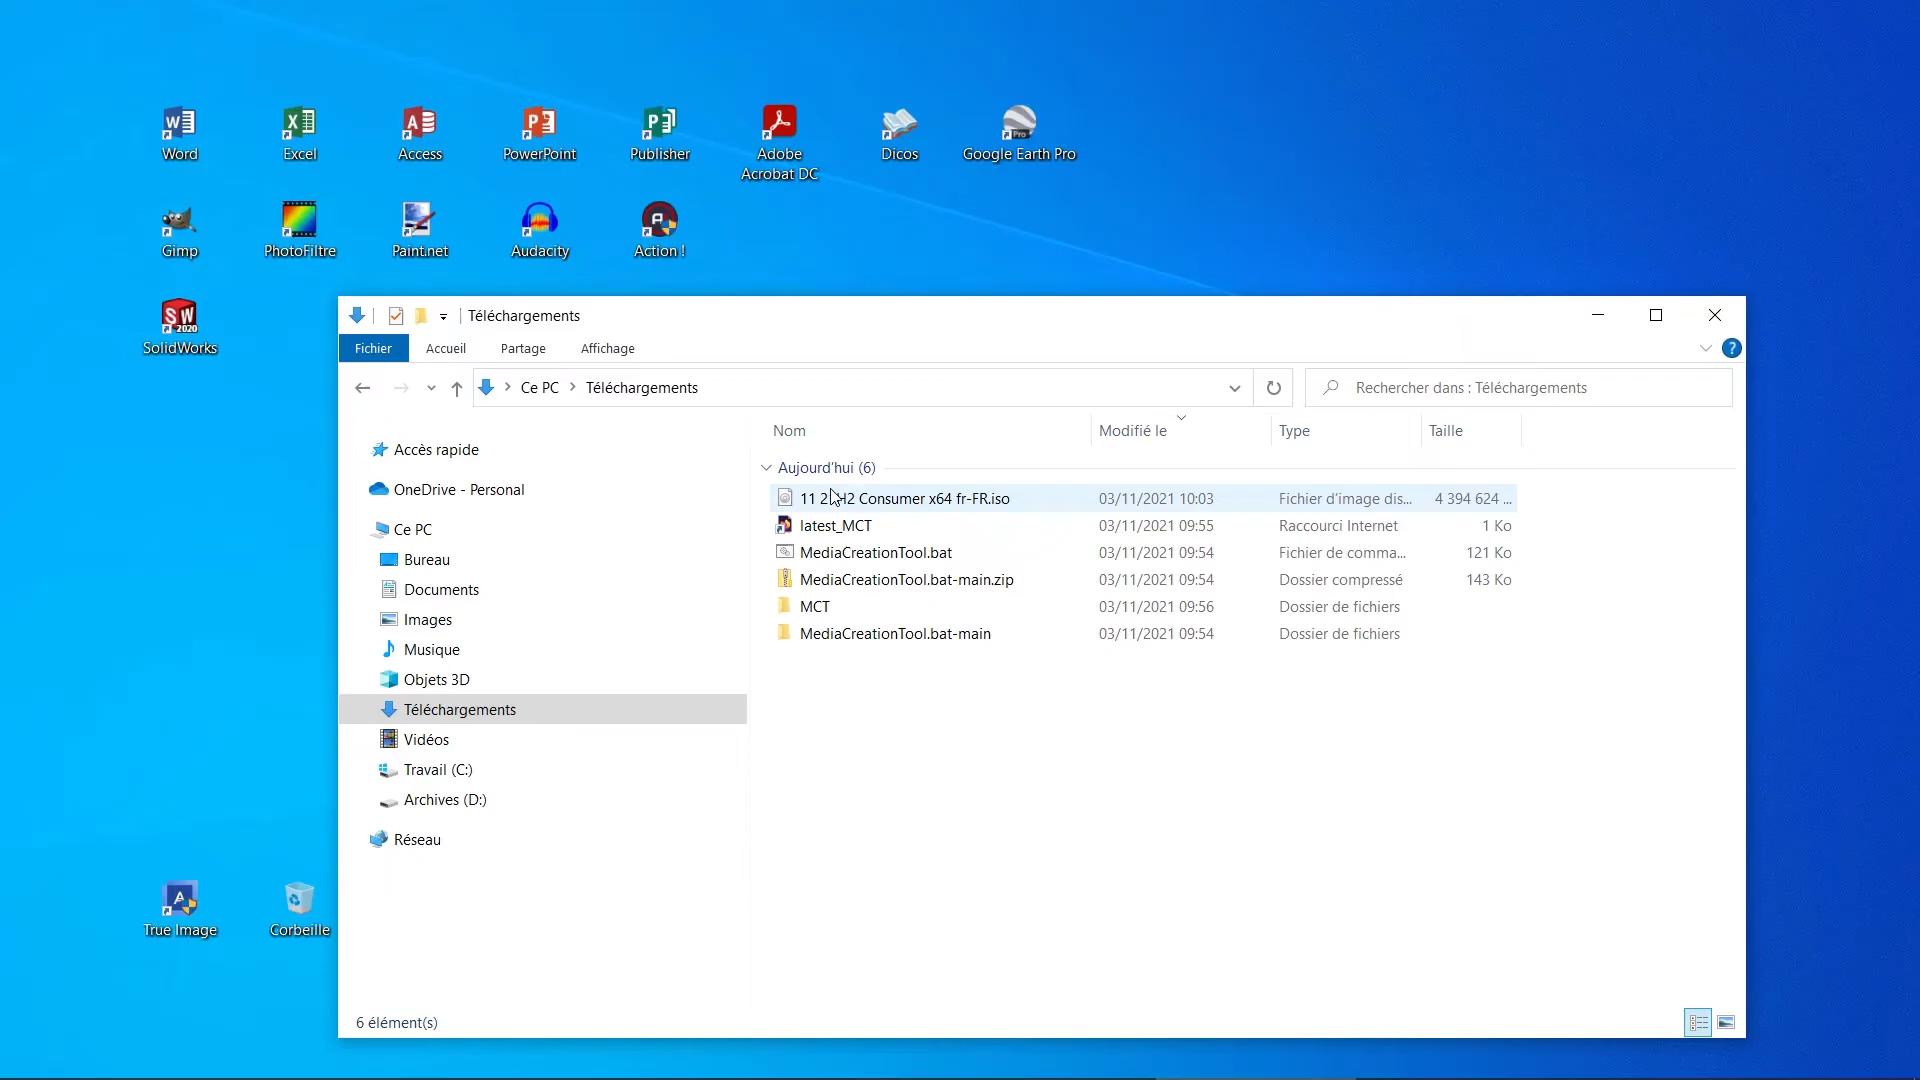 Word
Excel
Access
PowerPoint
Publisher
Adobe
Acrobat DC
Dicos
Google Earth Pro
Gimp
PhotoFiltre
Paint.net
Audacity
Action !
SolidWorks
True Image
Corbeille
Téléchargements
Fichier
Accueil
Partage
Affichage
Ce PC
Téléchargements
Rechercher dans : Téléchargements
Accès rapide
OneDrive - Personal
Ce PC
Bureau
Documents
Images
Musique
Objets 3D
Téléchargements
Vidéos
Travail (C:)
Archives (D:)
Réseau
Nom Modifié le Type Taille
Aujourd'hui (6)
11 21H2 Consumer x64 fr-FR.iso 03/11/2021 10:03 Fichier d'image dis... 4 394 624 ...
latest_MCT 03/11/2021 09:55 Raccourci Internet 1 Ko
MediaCreationTool.bat 03/11/2021 09:54 Fichier de comma... 121 Ko
MediaCreationTool.bat-main.zip 03/11/2021 09:54 Dossier compressé 143 Ko
MCT 03/11/2021 09:56 Dossier de fichiers
MediaCreationTool.bat-main 03/11/2021 09:54 Dossier de fichiers
6 élément(s)